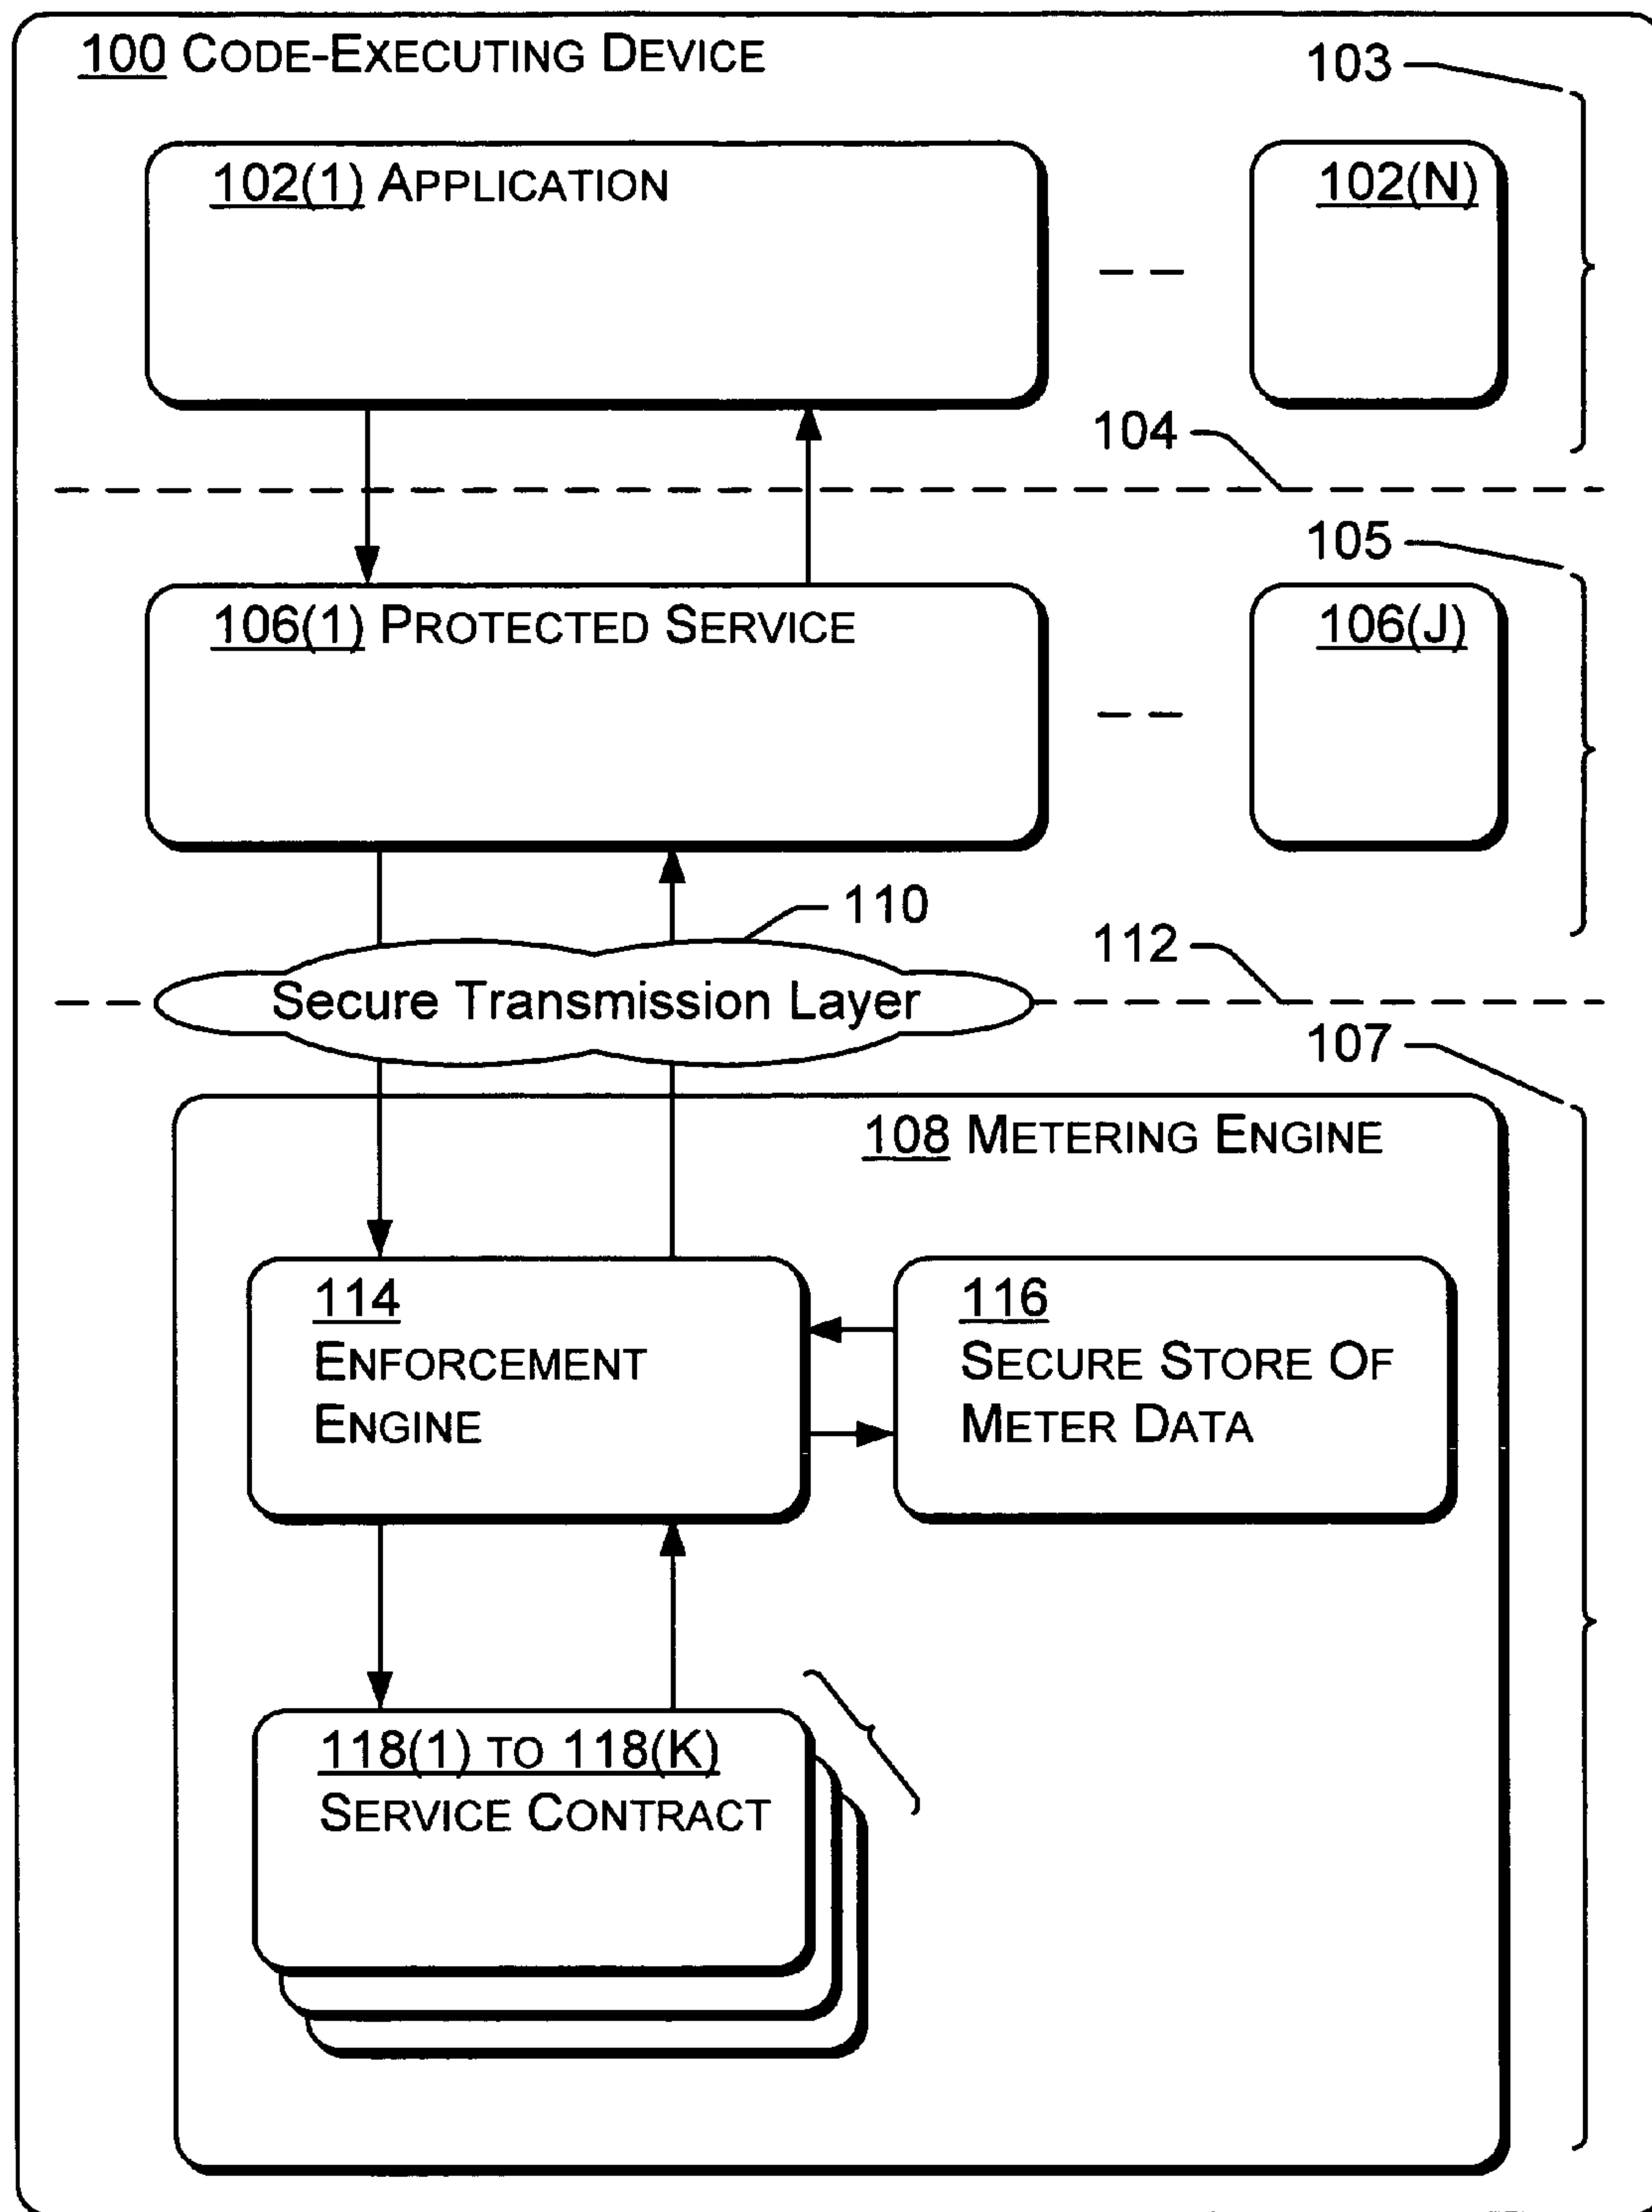 100 CODE-EXECUTING DEVICE
103
102(1) APPLICATION
102(N)
104
105
106(1) PROTECTED SERVICE
106(J)
110
112
Secure Transmission Layer
107
108 METERING ENGINE
114
ENFORCEMENT
ENGINE
116
SECURE STORE OF
METER DATA
118(1) TO 118(K)
SERVICE CONTRACT